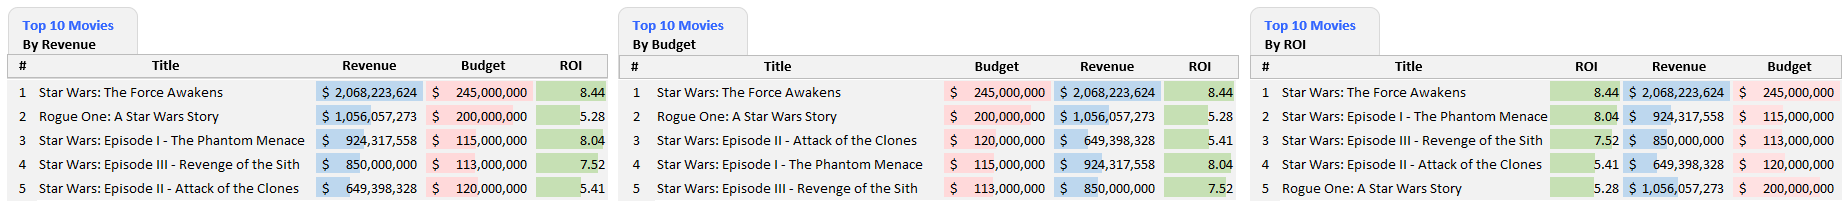 Top 10 Movies
By Revenue
# Title Revenue Budget ROI
1 Star Wars: The Force Awakens $ 2,068,223,624 $ 245,000,000 8.44
2 Rogue One: A Star Wars Story $ 1,056,057,273 $ 200,000,000 5.28
3 Star Wars: Episode I - The Phantom Menace $ 924,317,558 $ 115,000,000 8.04
4 Star Wars: Episode III - Revenge of the Sith $ 850,000,000 $ 113,000,000 7.52
5 Star Wars: Episode II - Attack of the Clones $ 649,398,328 $ 120,000,000 5.41
Top 10 Movies
By Budget
# Title Budget Revenue ROI
1 Star Wars: The Force Awakens $ 245,000,000 $ 2,068,223,624 8.44
2 Rogue One: A Star Wars Story $ 200,000,000 $ 1,056,057,273 5.28
3 Star Wars: Episode II - Attack of the Clones $ 120,000,000 $ 649,398,328 5.41
4 Star Wars: Episode I - The Phantom Menace $ 115,000,000 $ 924,317,558 8.04
5 Star Wars: Episode III - Revenge of the Sith $ 113,000,000 $ 850,000,000 7.52
Top 10 Movies
By ROI
# Title ROI Revenue Budget
1 Star Wars: The Force Awakens 8.44 $ 2,068,223,624 $ 245,000,000
2 Star Wars: Episode I - The Phantom Menace 8.04 $ 924,317,558 $ 115,000,000
3 Star Wars: Episode III - Revenge of the Sith 7.52 $ 850,000,000 $ 113,000,000
4 Star Wars: Episode II - Attack of the Clones 5.41 $ 649,398,328 $ 120,000,000
5 Rogue One: A Star Wars Story 5.28 $ 1,056,057,273 $ 200,000,000